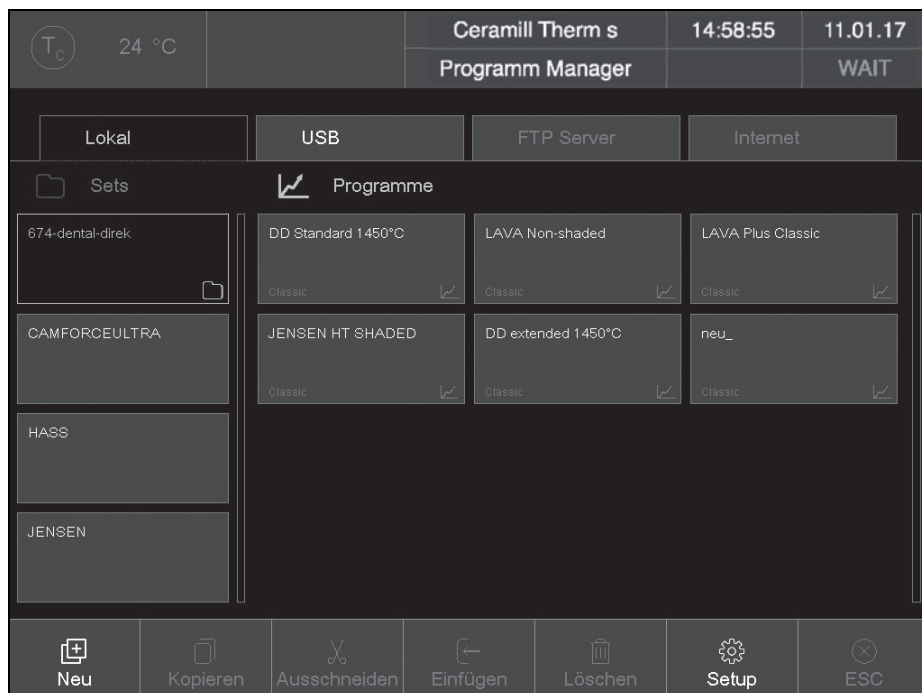 Tc 24 °C Ceramill Therm s 14:58:55 11.01.17
Programm Manager WAIT
Lokal USB FTP Server Internet
Sets Programme
674-dental-direk DD Standard 1450°C LAVA Non-shaded LAVA Plus Classic
Classic Classic Classic
CAMFORCEULTRA JENSEN HT SHADED DD extended 1450°C neu_
Classic Classic Classic
HASS
JENSEN
Neu Kopieren Ausschneiden Einfügen Löschen Setup ESC